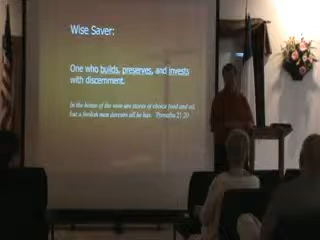 Wise Saver:
One who builds, preserves, and invests
with discernment.
In the house of the wise are stores of choice food and oil,
but a foolish man devours all he has. Proverbs 21:20